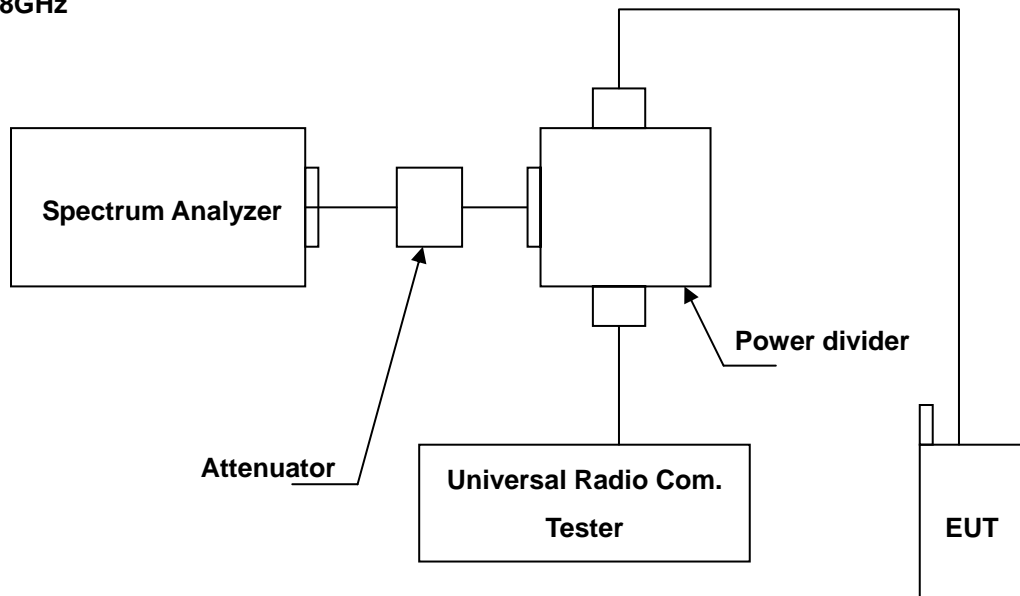 8GHz
Spectrum Analyzer
Power divider
Attenuator
Universal Radio Com.
Tester
EUT